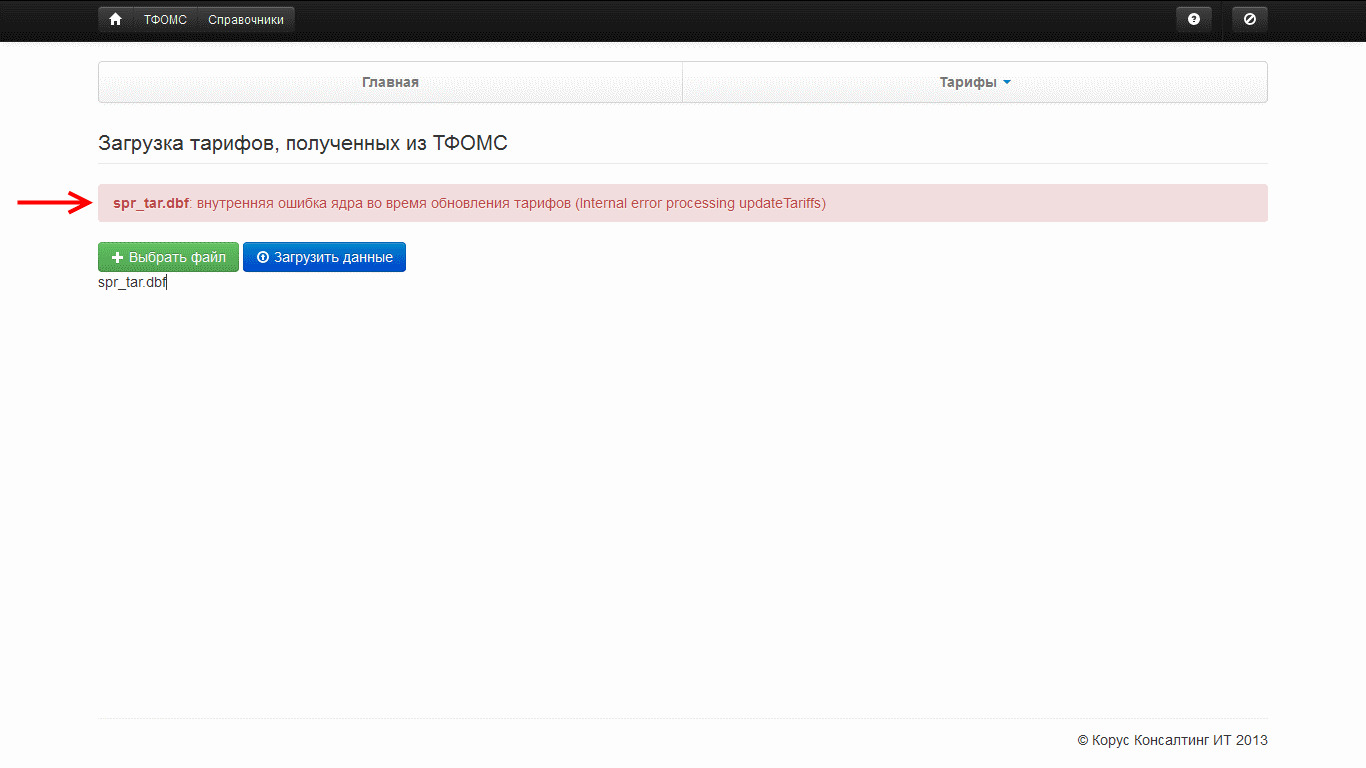 ТФОМС Справочники
Главная Тарифы
Загрузка тарифов, полученных из ТФОМС
spr_tar.dbf: внутренняя ошибка ядра во время обновления тарифов (Internal error processing updateTariffs)
Выбрать файл Загрузить данные
spr_tar.dbf
© Корус Консалтинг ИТ 2013